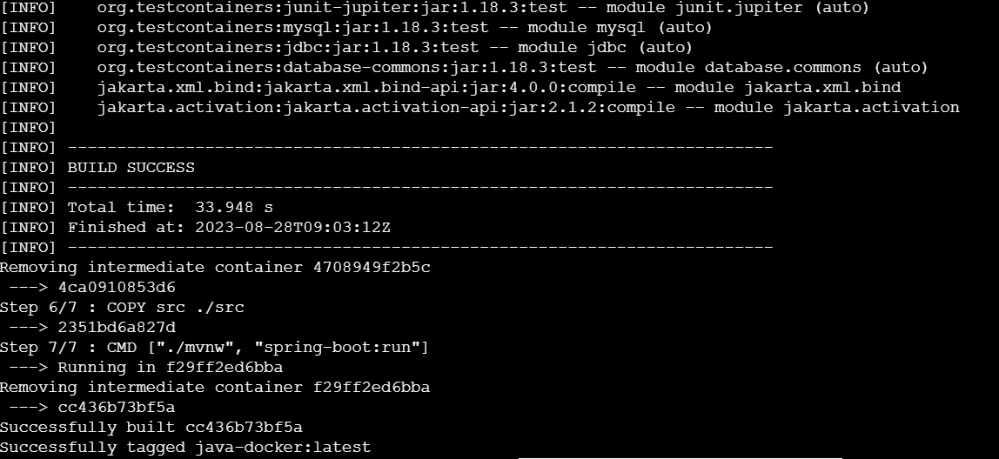 [INFO]    org.testcontainers:junit-jupiter:jar:1.18.3:test -- module junit.jupiter (auto)
[INFO]    org.testcontainers:mysql:jar:1.18.3:test -- module mysql (auto)
[INFO]    org.testcontainers:jdbc:jar:1.18.3:test -- module jdbc (auto)
[INFO]    org.testcontainers:database-commons:jar:1.18.3:test -- module database.commons (auto)
[INFO]    jakarta.xml.bind:jakarta.xml.bind-api:jar:4.0.0:compile -- module jakarta.xml.bind
[INFO]    jakarta.activation:jakarta.activation-api:jar:2.1.2:compile -- module jakarta.activation
[INFO]
[INFO] ------------------------------------------------------------------------
[INFO] BUILD SUCCESS
[INFO] ------------------------------------------------------------------------
[INFO] Total time:  33.948 s
[INFO] Finished at: 2023-08-28T09:03:12Z
[INFO] ------------------------------------------------------------------------
Removing intermediate container 4708949f2b5c
 ---> 4ca0910853d6
Step 6/7 : COPY src ./src
 ---> 2351bd6a827d
Step 7/7 : CMD ["./mvnw", "spring-boot:run"]
 ---> Running in f29ff2ed6bba
Removing intermediate container f29ff2ed6bba
 ---> cc436b73bf5a
Successfully built cc436b73bf5a
Successfully tagged java-docker:latest